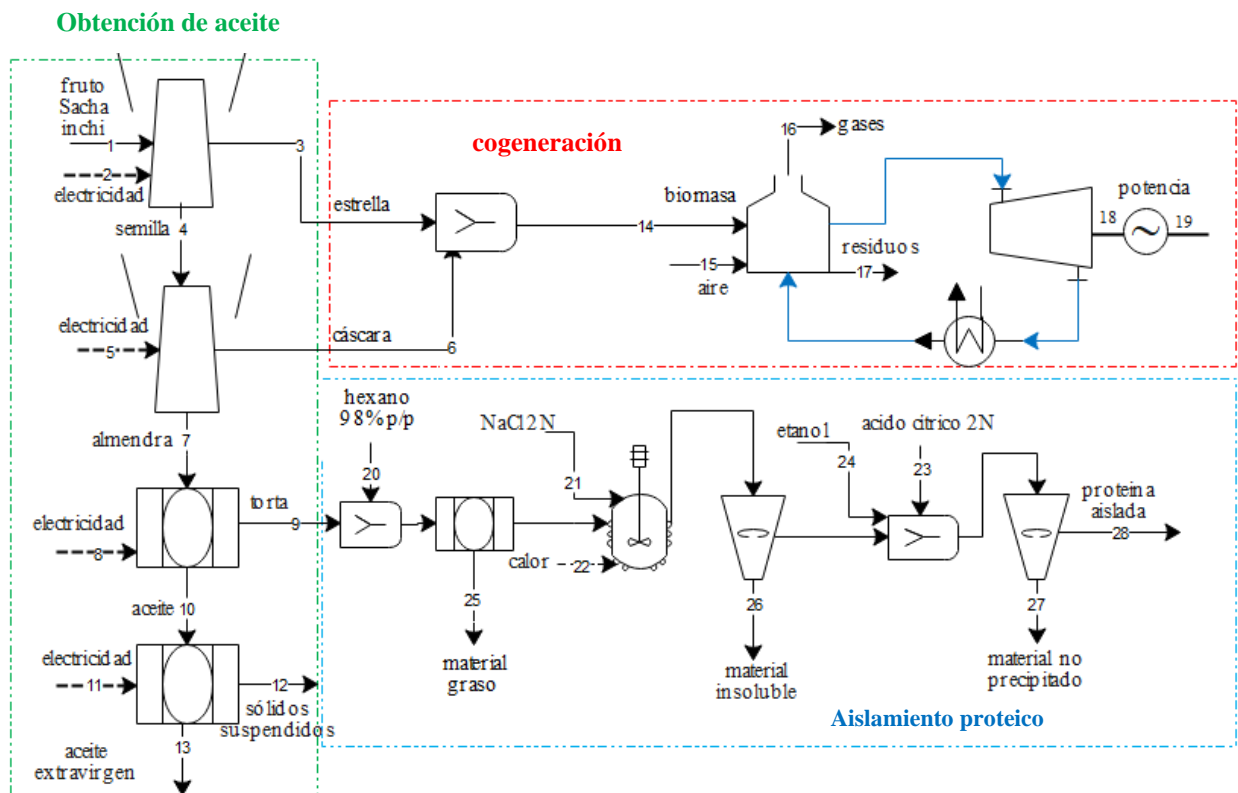 Obtención de aceite
fruto
Sacha
inchi
1
2
electricidad
3
estrella
semilla 4
electricidad
5
cáscara
6
almendra 7
electricidad
8
torta
9
aceite 10
electricidad
11
12
sólidos
suspendidos
13
aceite
extravirgen
cogeneración
14
biomasa
15
aire
16
gases
residuos
17
potencia
18
19
hexano
98% p/p
20
NaCl 2N
21
calor
22
25
material
graso
etanol
24
acido cítrico 2N
23
26
material
insoluble
proteina
aislada
28
27
material no
precipitado
Aislamiento proteico